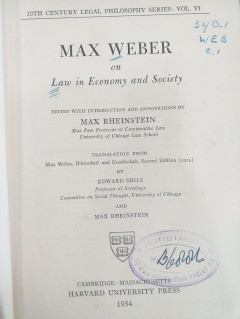 20TH CENTURY LEGAL PHILOSOPHY SERIES: VOL. VI
340.1
WEB
C.1
MAX WEBER
on
Law in Economy and Society
EDITED WITH INTRODUCTION AND ANNOTATIONS BY
MAX RHEINSTEIN
Max Pam Professor of Comparative Law
University of Chicago Law School
TRANSLATION FROM
Max Weber, Wirtschaft und Gesellschaft, Second Edition (1925)
BY
EDWARD SHILS
Professor of Sociology
Committee on Social Thought, University of Chicago
AND
MAX RHEINSTEIN
CAMBRIDGE · MASSACHUSETTS
HARVARD UNIVERSITY PRESS
1954